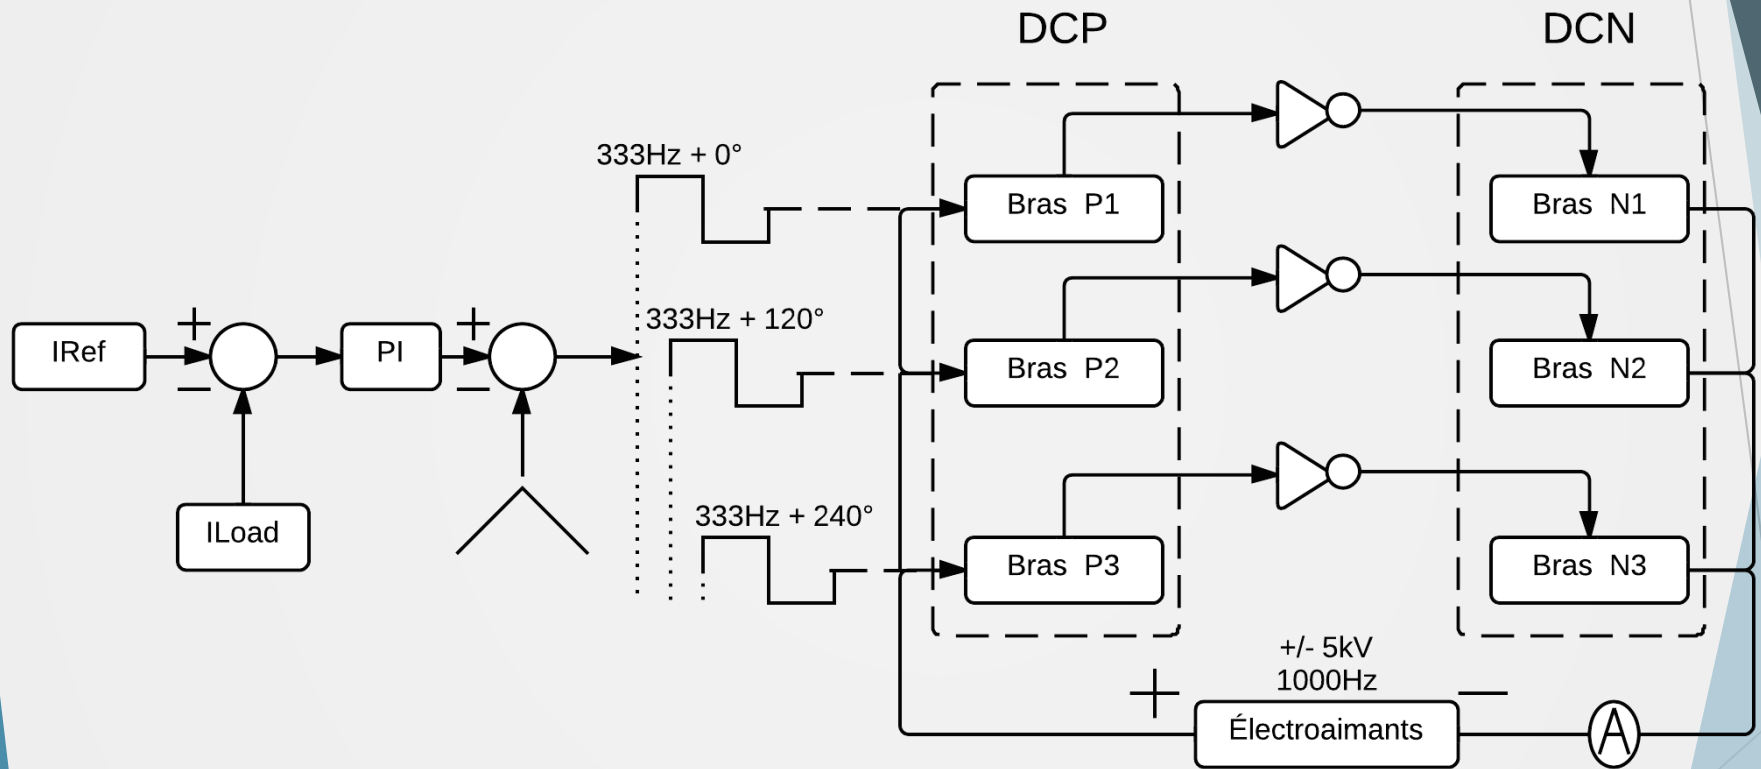 DCP
DCN
333Hz + 0°
Bras P1
Bras N1
333Hz + 120°
+
+
IRef
PI
Bras P2
Bras N2
−
−
333Hz + 240°
ILoad
Bras P3
Bras N3
+/- 5kV
1000Hz
+
−
Électroaimants
A